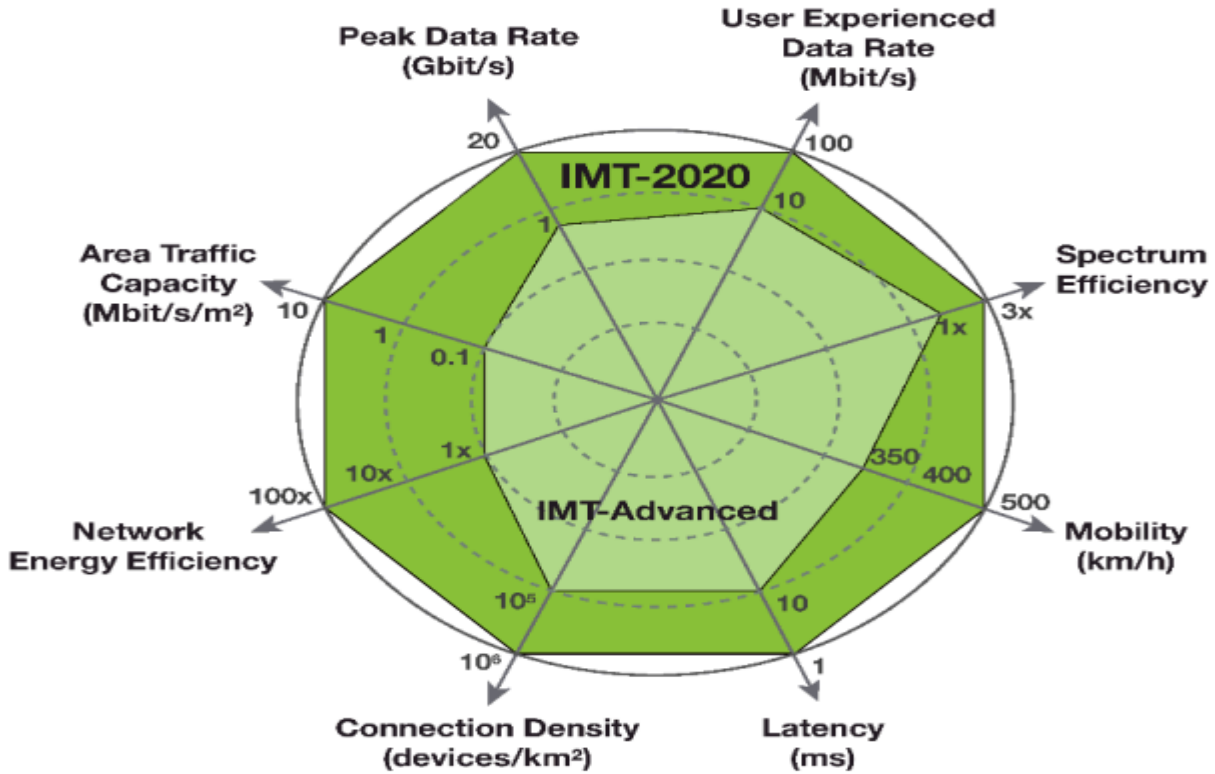 Peak Data Rate
(Gbit/s)
User Experienced
Data Rate
(Mbit/s)
20
100
IMT-2020
1
10
Area Traffic
Capacity
(Mbit/s/m²)
Spectrum
Efficiency
10
1
0.1
1x
3x
1x
10x
100x
350
400
500
Network
Energy Efficiency
IMT-Advanced
Mobility
(km/h)
10⁵
10
10⁶
1
Connection Density
(devices/km²)
Latency
(ms)